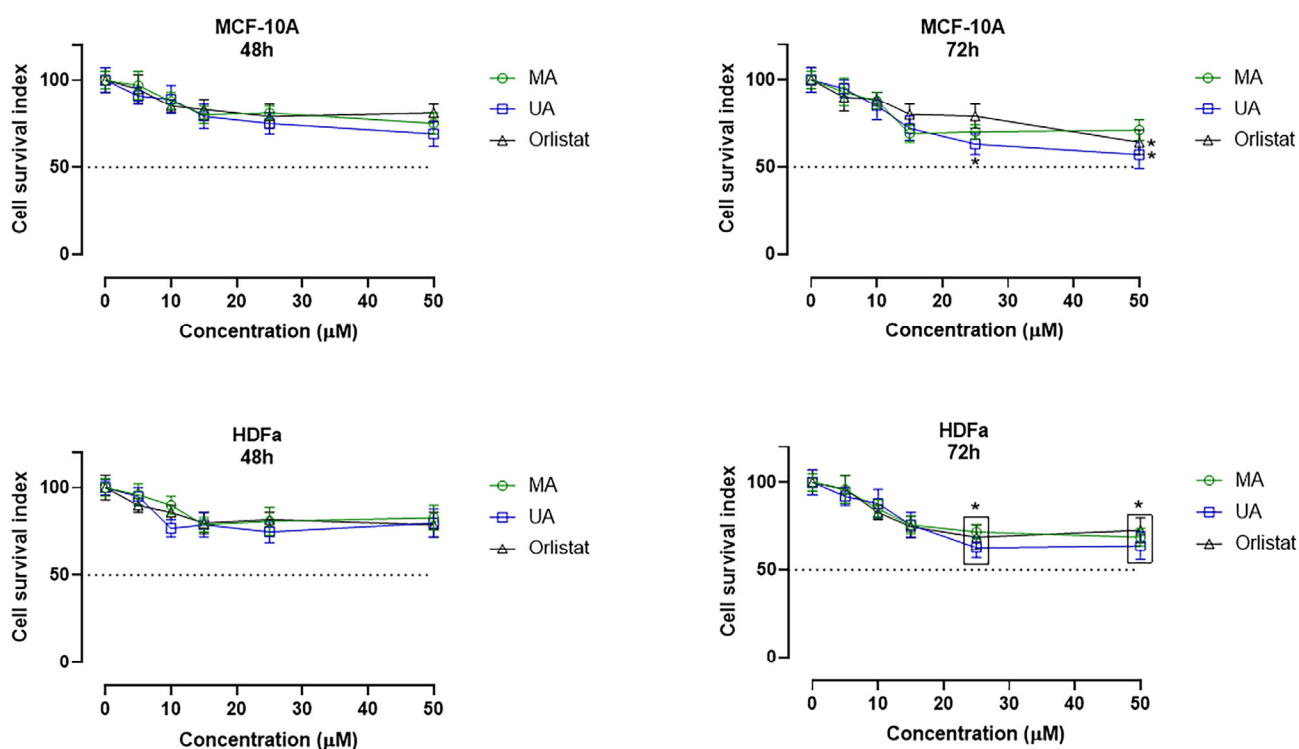 MCF-10A
48h
Cell survival index
100
50
0
0 10 20 30 40 50
Concentration (μM)
MA
UA
Orlistat
MCF-10A
72h
Cell survival index
100
50
0
*
*
*
0 10 20 30 40 50
Concentration (μM)
MA
UA
Orlistat
HDFa
48h
Cell survival index
100
50
0
0 10 20 30 40 50
Concentration (μM)
MA
UA
Orlistat
HDFa
72h
Cell survival index
100
50
0
* *
0 10 20 30 40 50
Concentration (μM)
MA
UA
Orlistat